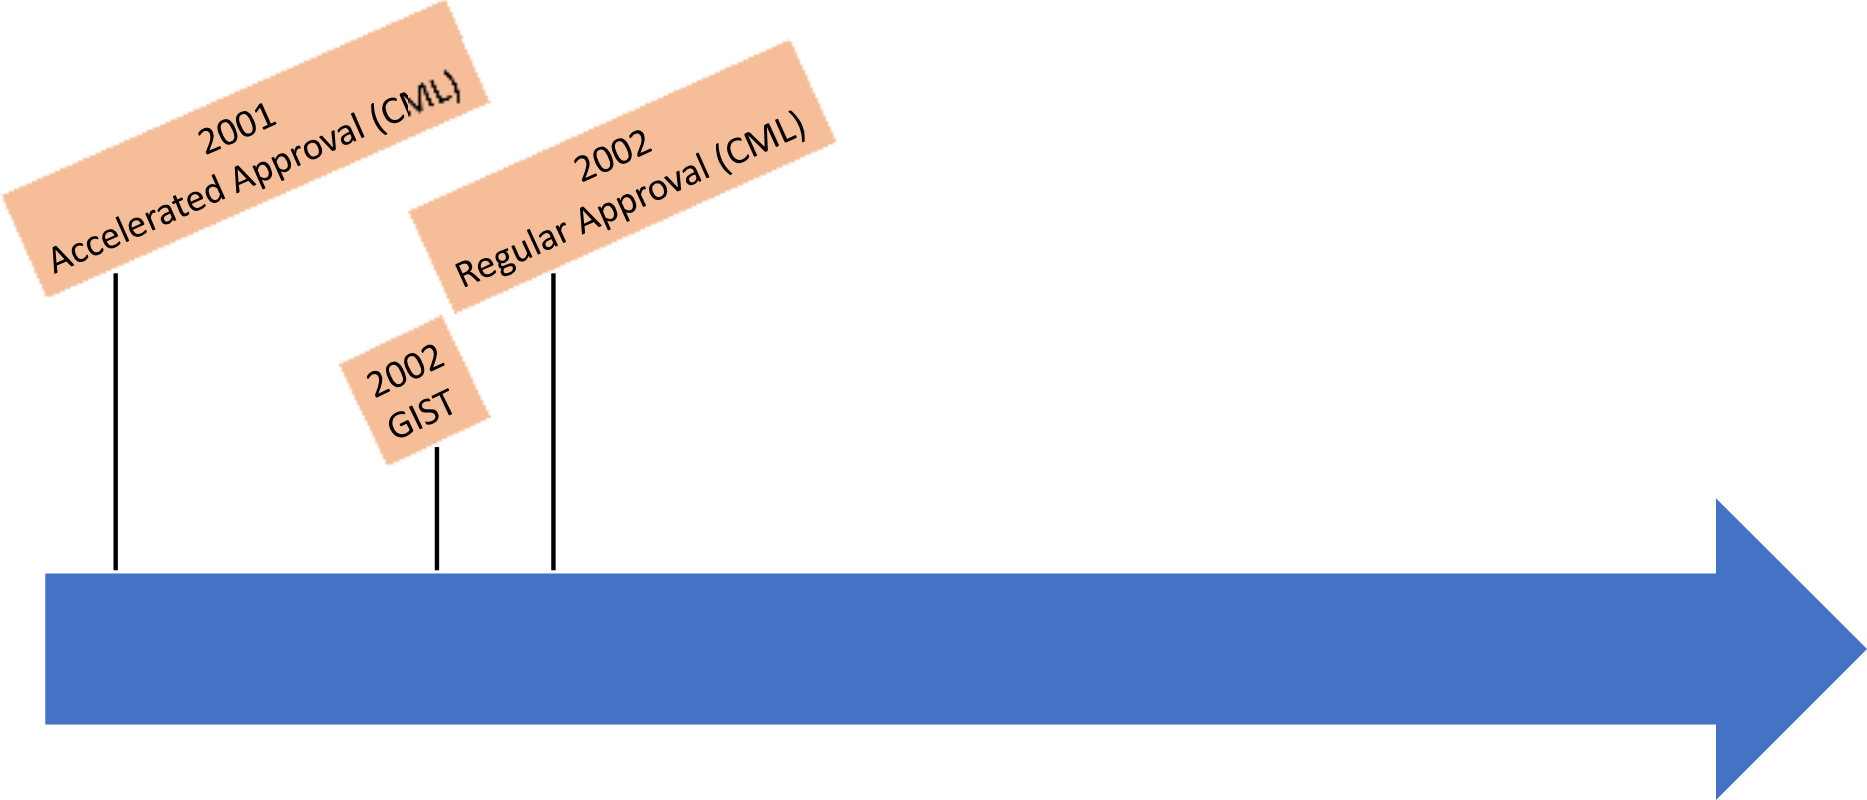 2001
Accelerated Approval (CML)
2002
Regular Approval (CML)
2002
GIST